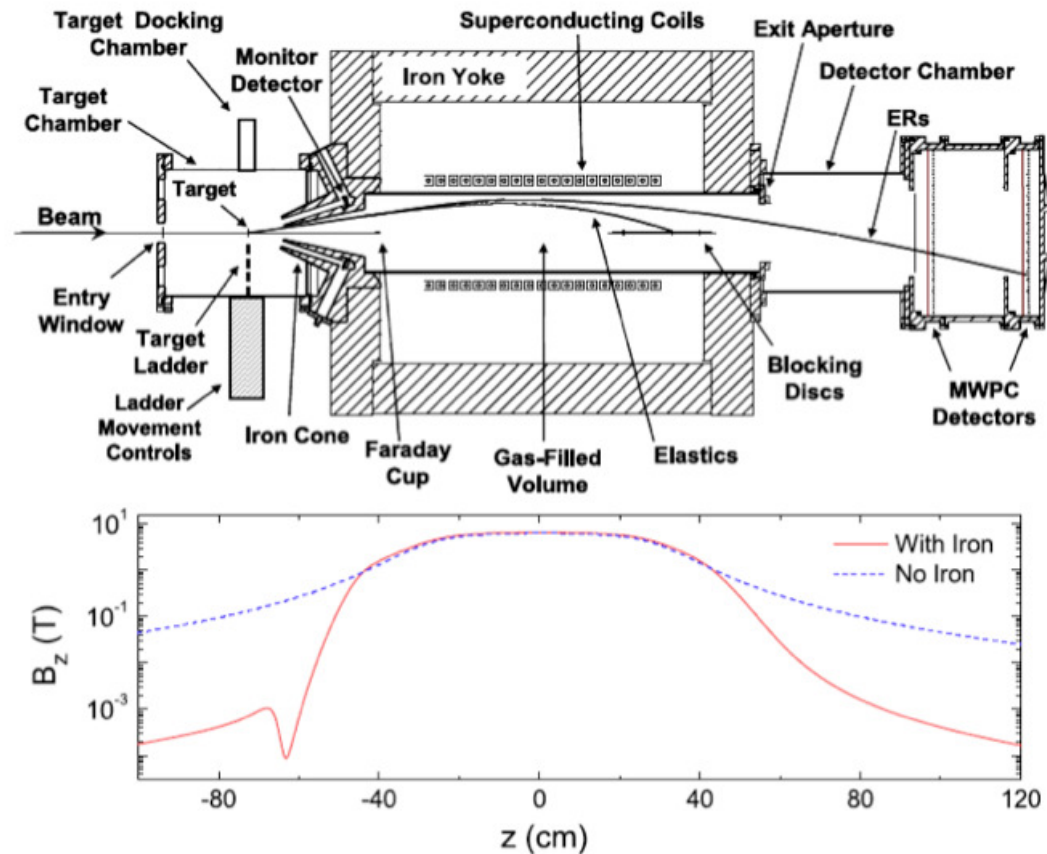 Target Docking
Chamber
Superconducting Coils
Exit Aperture
Monitor
Detector
Iron Yoke
Detector Chamber
Target
Chamber
ERs
Target
Beam
Entry
Window
Target
Ladder
Ladder
Movement
Controls
Iron Cone
Faraday
Cup
Gas-Filled
Volume
Elastics
Blocking
Discs
MWPC
Detectors
10¹
10⁻¹
10⁻³
B_z (T)
With Iron
No Iron
-80
-40
0
40
80
120
z (cm)